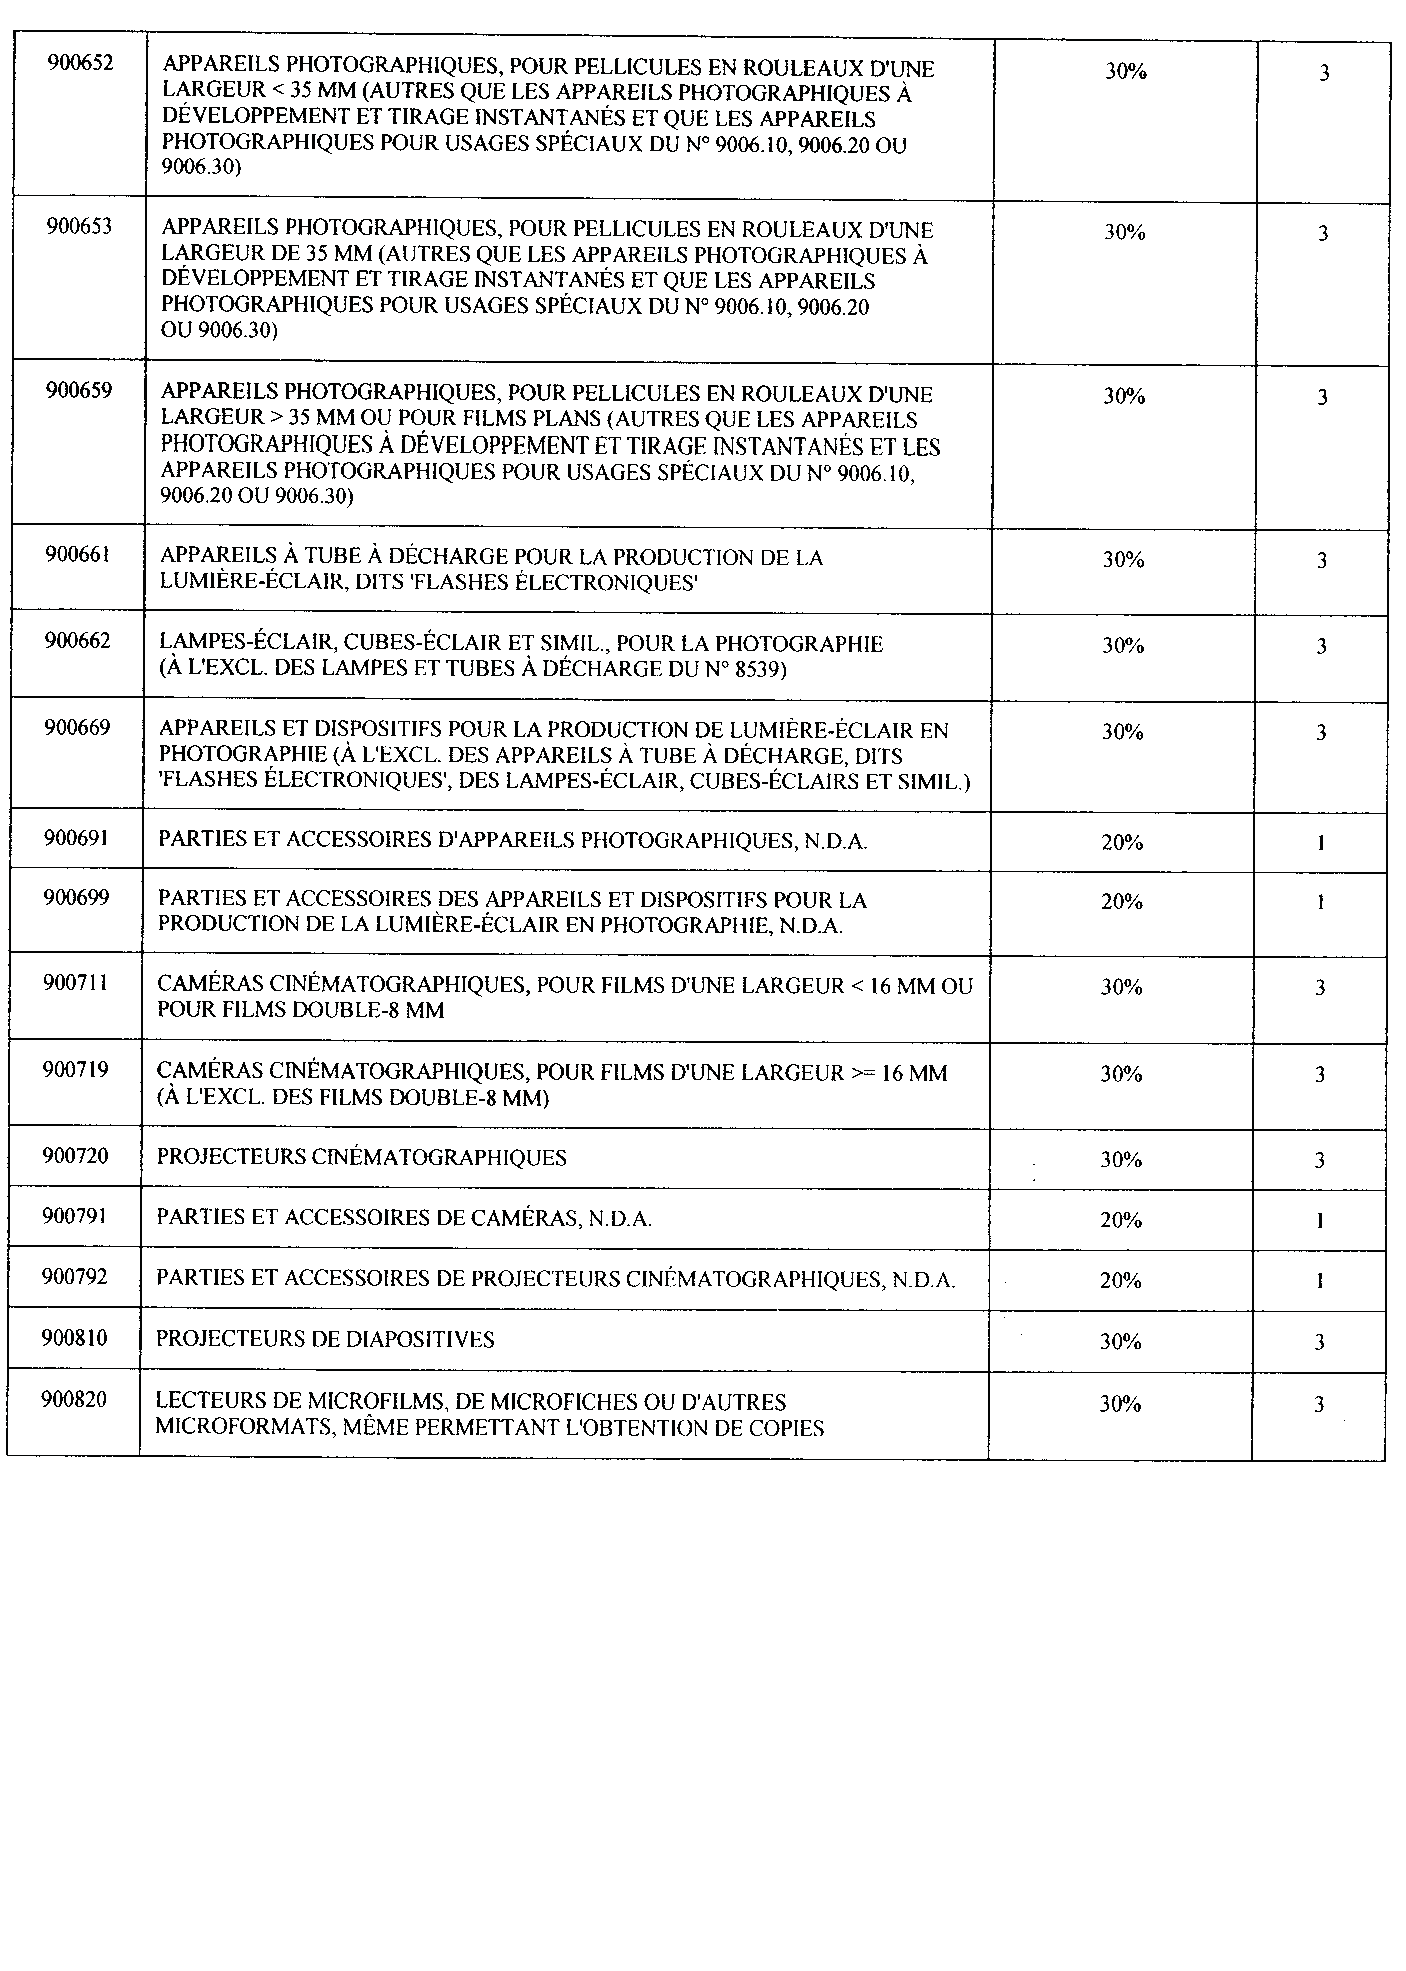 900652 APPAREILS PHOTOGRAPHIQUES, POUR PELLICULES EN ROULEAUX D'UNE 30% 3
LARGEUR < 35 MM (AUTRES QUE LES APPAREILS PHOTOGRAPHIQUES À
DÉVELOPPEMENT ET TIRAGE INSTANTANÉS ET QUE LES APPAREILS
PHOTOGRAPHIQUES POUR USAGES SPÉCIAUX DU N° 9006.10, 9006.20 OU
9006.30)
900653 APPAREILS PHOTOGRAPHIQUES, POUR PELLICULES EN ROULEAUX D'UNE 30% 3
LARGEUR DE 35 MM (AUTRES QUE LES APPAREILS PHOTOGRAPHIQUES À
DÉVELOPPEMENT ET TIRAGE INSTANTANÉS ET QUE LES APPAREILS
PHOTOGRAPHIQUES POUR USAGES SPÉCIAUX DU N° 9006.10, 9006.20
OU 9006.30)
900659 APPAREILS PHOTOGRAPHIQUES, POUR PELLICULES EN ROULEAUX D'UNE 30% 3
LARGEUR > 35 MM OU POUR FILMS PLANS (AUTRES QUE LES APPAREILS
PHOTOGRAPHIQUES À DÉVELOPPEMENT ET TIRAGE INSTANTANÉS ET LES
APPAREILS PHOTOGRAPHIQUES POUR USAGES SPÉCIAUX DU N° 9006.10,
9006.20 OU 9006.30)
900661 APPAREILS À TUBE À DÉCHARGE POUR LA PRODUCTION DE LA 30% 3
LUMIÈRE-ÉCLAIR, DITS 'FLASHES ÉLECTRONIQUES'
900662 LAMPES-ÉCLAIR, CUBES-ÉCLAIR ET SIMIL., POUR LA PHOTOGRAPHIE 30% 3
(À L'EXCL. DES LAMPES ET TUBES À DÉCHARGE DU N° 8539)
900669 APPAREILS ET DISPOSITIFS POUR LA PRODUCTION DE LUMIÈRE-ÉCLAIR EN 30% 3
PHOTOGRAPHIE (À L'EXCL. DES APPAREILS À TUBE À DÉCHARGE, DITS
'FLASHES ÉLECTRONIQUES', DES LAMPES-ÉCLAIR, CUBES-ÉCLAIRS ET SIMIL.)
900691 PARTIES ET ACCESSOIRES D'APPAREILS PHOTOGRAPHIQUES, N.D.A. 20% 1
900699 PARTIES ET ACCESSOIRES DES APPAREILS ET DISPOSITIFS POUR LA 20% 1
PRODUCTION DE LA LUMIÈRE-ÉCLAIR EN PHOTOGRAPHIE, N.D.A.
900711 CAMÉRAS CINÉMATOGRAPHIQUES, POUR FILMS D'UNE LARGEUR < 16 MM OU 30% 3
POUR FILMS DOUBLE-8 MM
900719 CAMÉRAS CINÉMATOGRAPHIQUES, POUR FILMS D'UNE LARGEUR >= 16 MM 30% 3
(À L'EXCL. DES FILMS DOUBLE-8 MM)
900720 PROJECTEURS CINÉMATOGRAPHIQUES 30% 3
900791 PARTIES ET ACCESSOIRES DE CAMÉRAS, N.D.A. 20% 1
900792 PARTIES ET ACCESSOIRES DE PROJECTEURS CINÉMATOGRAPHIQUES, N.D.A. 20% 1
900810 PROJECTEURS DE DIAPOSITIVES 30% 3
900820 LECTEURS DE MICROFILMS, DE MICROFICHES OU D'AUTRES 30% 3
MICROFORMATS, MÊME PERMETTANT L'OBTENTION DE COPIES